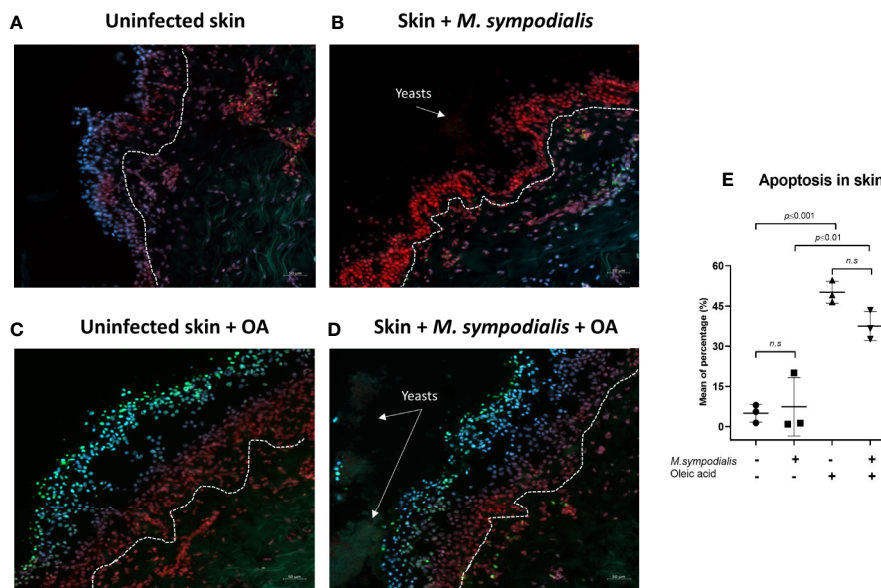 A
Uninfected skin
B
Skin + M. sympodialis
Yeasts
C
Uninfected skin + OA
D
Skin + M. sympodialis + OA
Yeasts
E
Apoptosis in skin
p≤0.001
p≤0.01
n.s
n.s
Mean of percentage (%)
60
45
30
15
0
M.sympodialis - + - +
Oleic acid - - + +